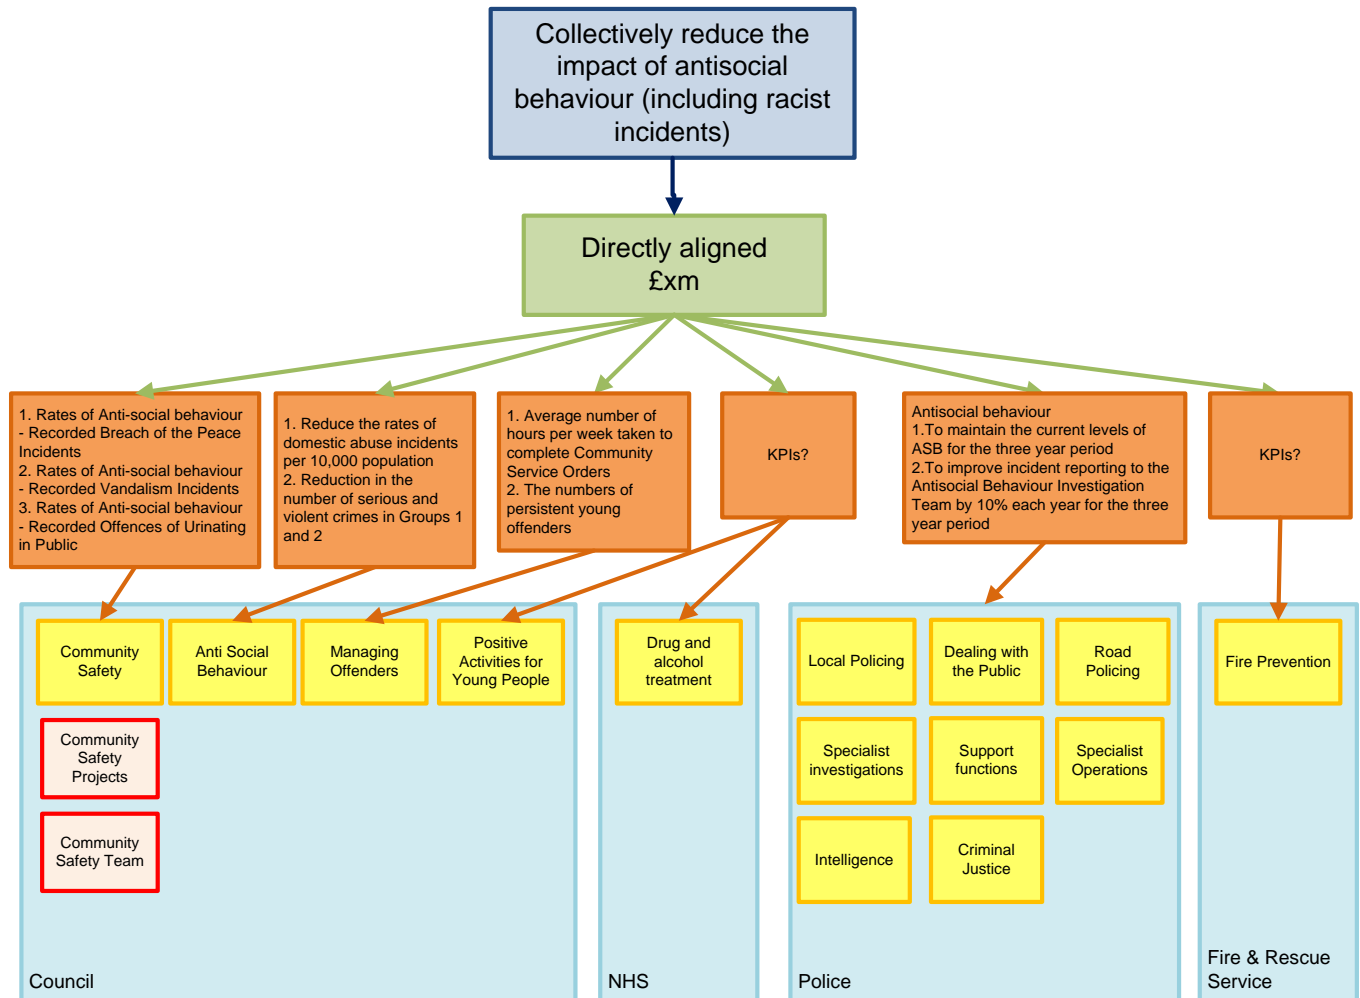 Collectively reduce the
impact of antisocial
behaviour (including racist
incidents)
Directly aligned
£xm
1. Rates of Anti-social behaviour
- Recorded Breach of the Peace
Incidents
2. Rates of Anti-social behaviour
- Recorded Vandalism Incidents
3. Rates of Anti-social behaviour
- Recorded Offences of Urinating
in Public
1. Reduce the rates of
domestic abuse incidents
per 10,000 population
2. Reduction in the
number of serious and
violent crimes in Groups 1
and 2
1. Average number of
hours per week taken to
complete Community
Service Orders
2. The numbers of
persistent young
offenders
KPIs?
Antisocial behaviour
1.To maintain the current levels of
ASB for the three year period
2.To improve incident reporting to the
Antisocial Behaviour Investigation
Team by 10% each year for the three
year period
KPIs?
Community
Safety
Anti Social
Behaviour
Managing
Offenders
Positive
Activities for
Young People
Community
Safety
Projects
Community
Safety Team
Council
Drug and
alcohol
treatment
NHS
Local Policing
Dealing with
the Public
Road
Policing
Specialist
investigations
Support
functions
Specialist
Operations
Intelligence
Criminal
Justice
Police
Fire Prevention
Fire & Rescue
Service